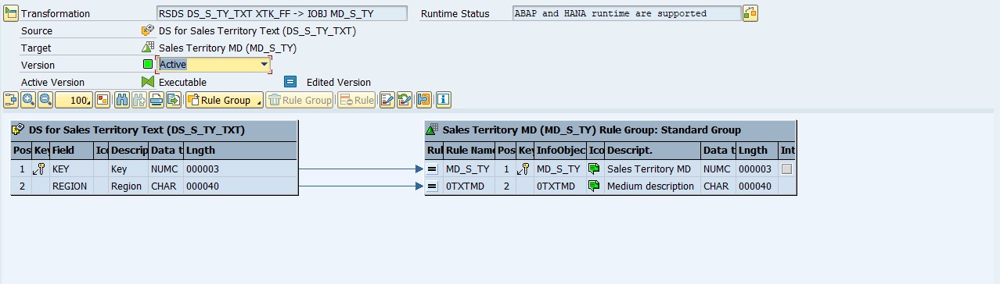 Transformation RSDS DS_S_TY_TXT XTK_FF -> IOBJ MD_S_TY Runtime Status ABAP and HANA runtime are supported
Source DS for Sales Territory Text (DS_S_TY_TXT)
Target Sales Territory MD (MD_S_TY)
Version Active
Active Version Executable Edited Version
100 Rule Group Rule Group Rule
DS for Sales Territory Text (DS_S_TY_TXT)
Pos Key Field Ico Descrip Data t Lngth
1 KEY Key NUMC 000003
2 REGION Region CHAR 000040
Sales Territory MD (MD_S_TY) Rule Group: Standard Group
Rul Rule Name Pos Key InfoObjec Ico Descript. Data t Lngth Int
MD_S_TY 1 MD_S_TY Sales Territory MD NUMC 000003
0TXTMD 2 0TXTMD Medium description CHAR 000040